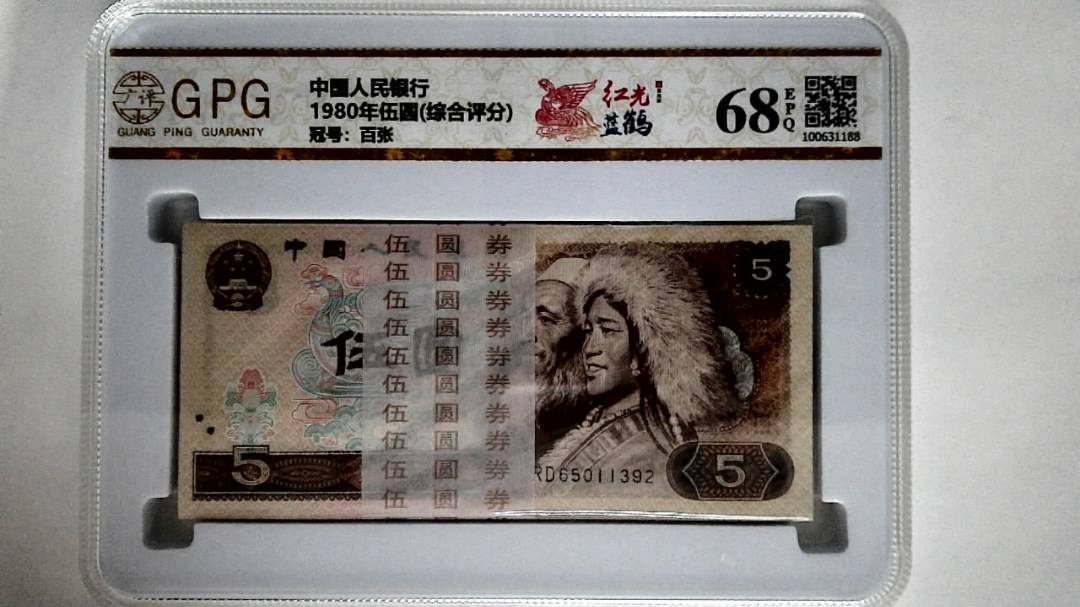 广评
GPG
GUANG PING GUARANTY
中国人民银行
1980年伍圆(综合评分)
冠号：百张
红光
蓝鹤
68
EPQ
100631188
中国人
伍圆券
伍圆券
伍圆券
伍圆券
伍圆券
伍圆券
伍圆券
伍圆券
伍圆券
伍圆券
伍圆
5
5
RD65011392
5